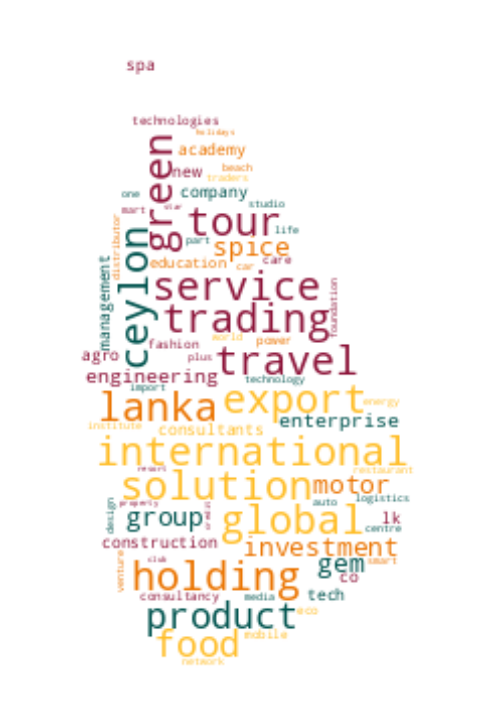 spa
technologies
holidays
academy
green
new
beach
traders
one
company
mart
star
studio
tour
distributor
life
part
spice
ceylon
management
education
car
care
service
foundation
trading
world
power
fashion
agro
plus
travel
engineering
technology
import
lanka
export
energy
institute
consultants
enterprise
international
resort
restaurant
solution
motor
design
property
credit
auto
logistics
group
global
lk
centre
construction
investment
venture
club
gem
smart
holding
co
consultancy
media
tech
product
eco
food
mobile
network